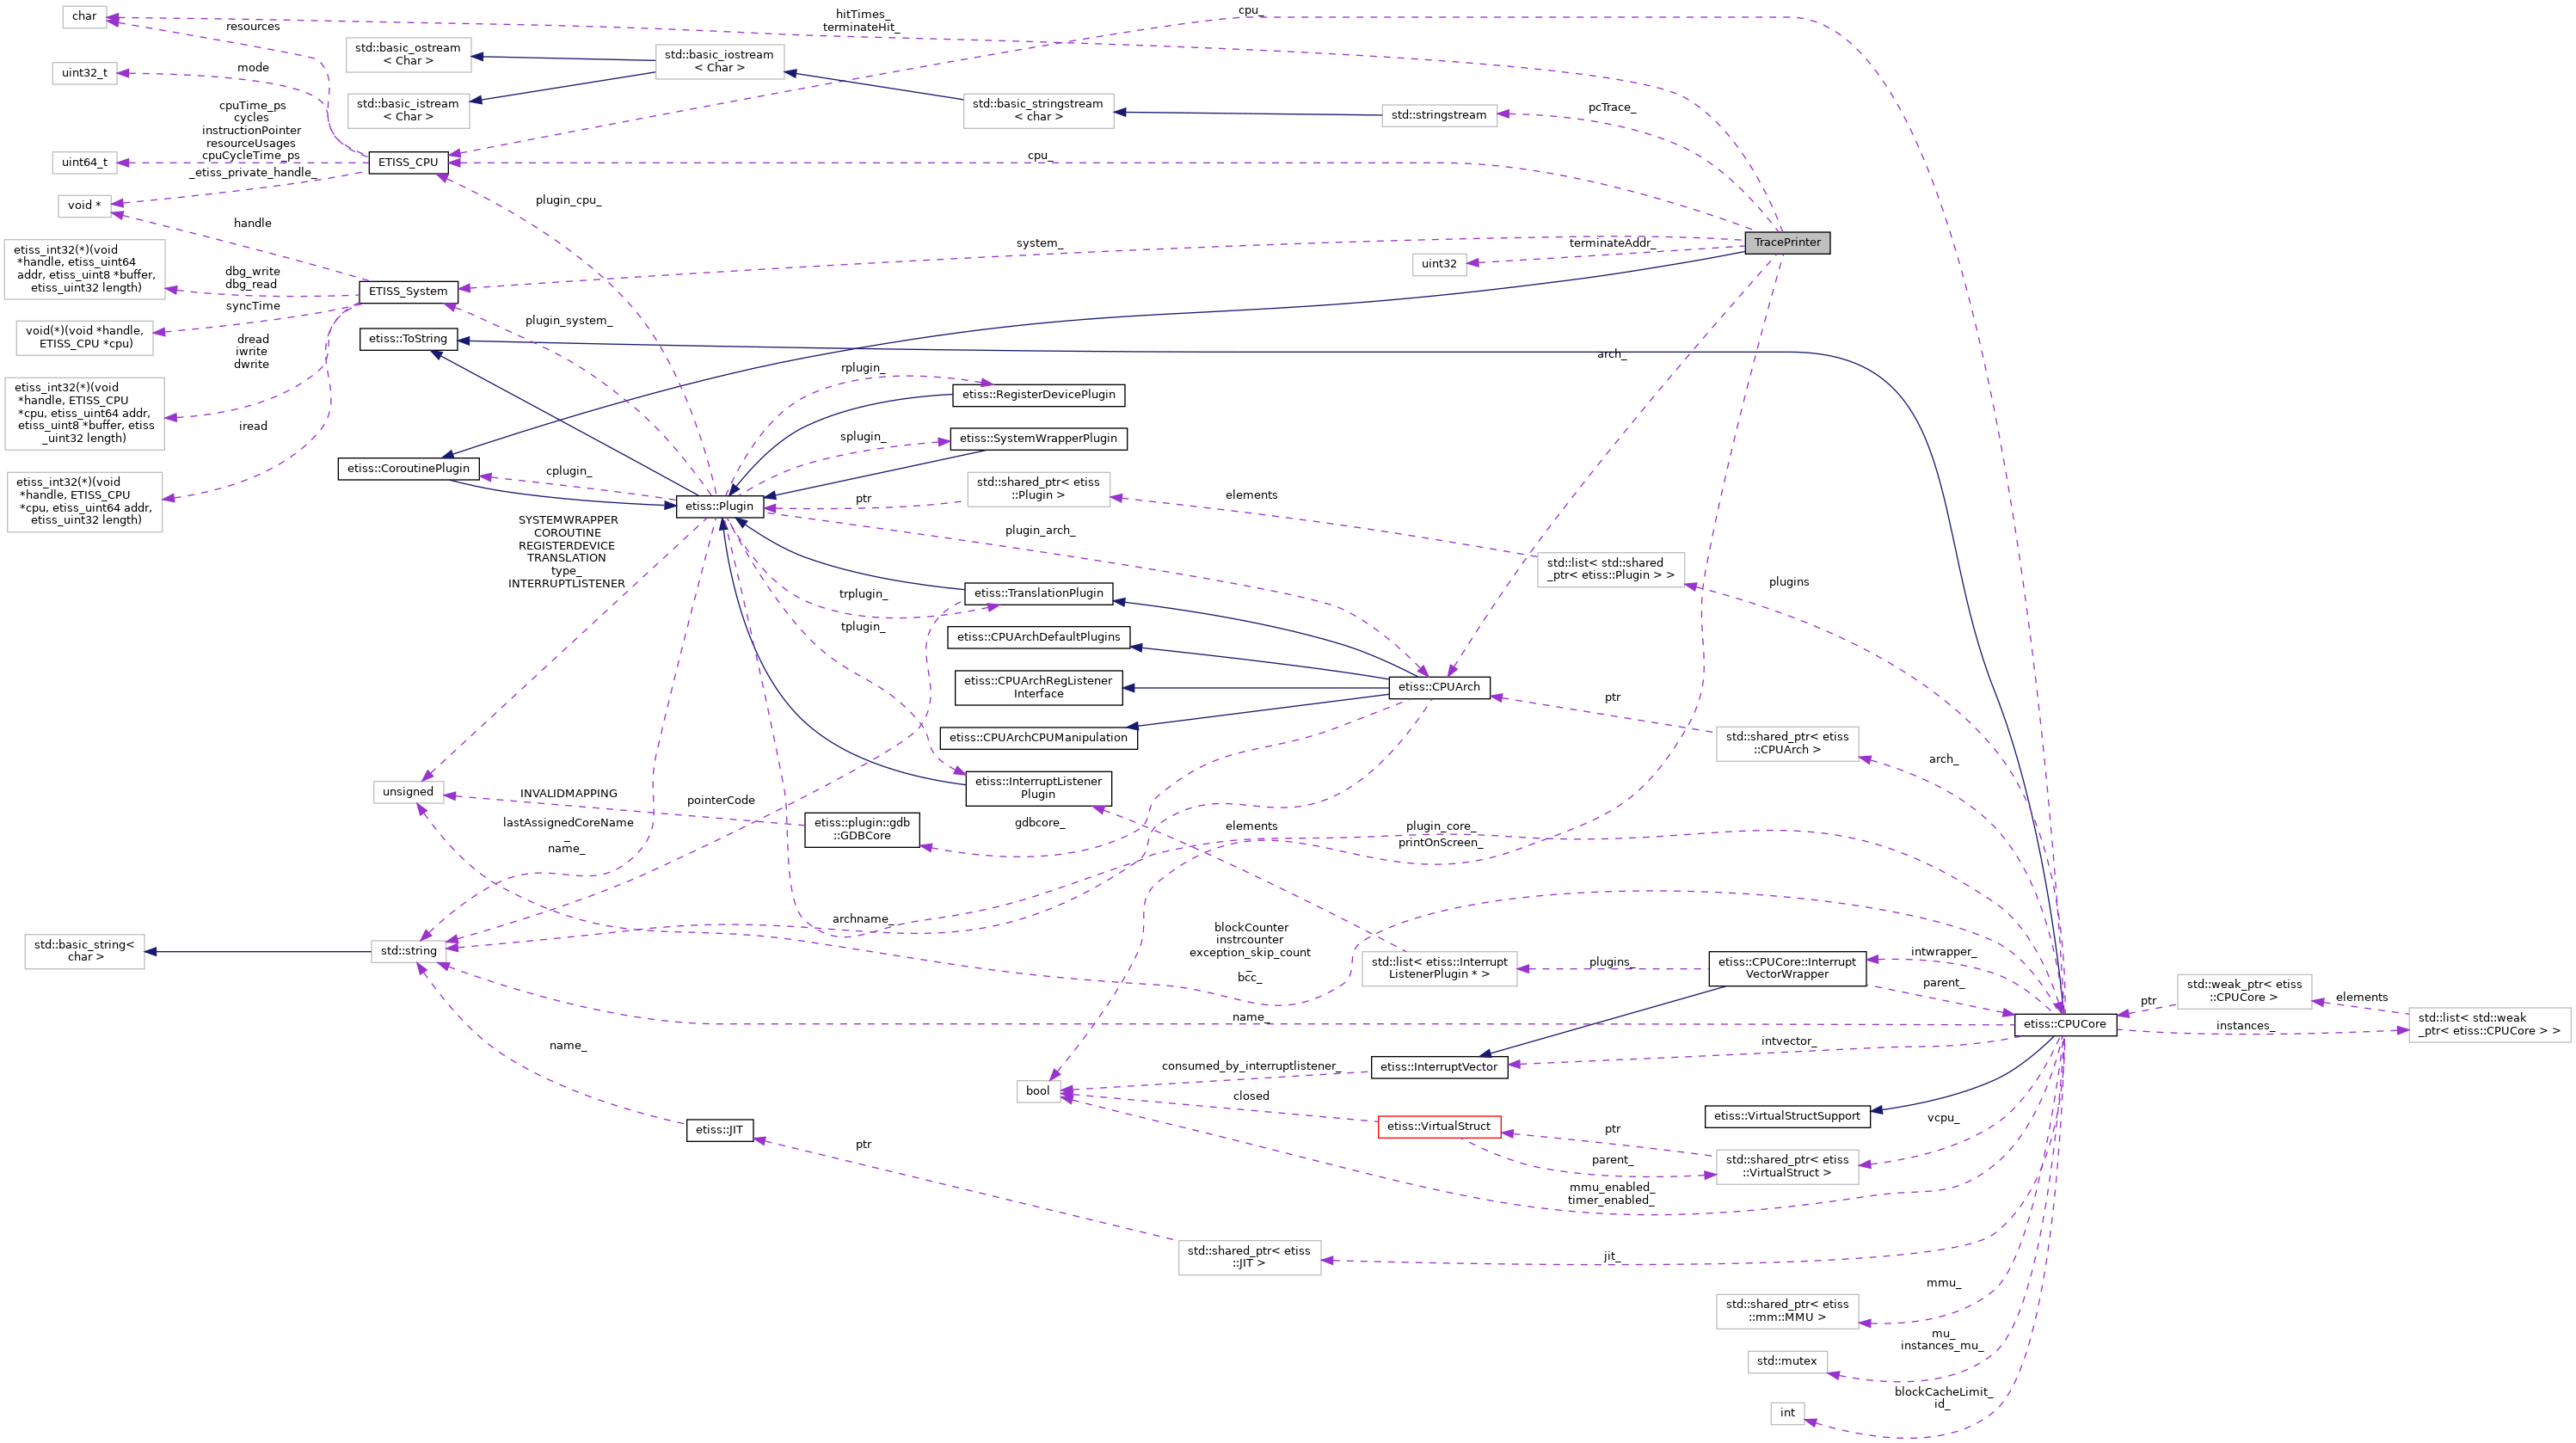 char
resources
hitTimes_
terminateHit_
cpu_
std::basic_ostream
< Char >
std::basic_iostream
< Char >
uint32_t
mode
std::basic_istream
< Char >
std::basic_stringstream
< char >
std::stringstream
pcTrace_
cpuTime_ps
cycles
instructionPointer
resourceUsages
cpuCycleTime_ps
uint64_t
ETISS_CPU
cpu_
_etiss_private_handle_
void *
plugin_cpu_
handle
system_
terminateAddr_
TracePrinter
uint32
etiss_int32(*)(void
*handle, etiss_uint64
addr, etiss_uint8 *buffer,
etiss_uint32 length)
dbg_write
dbg_read
ETISS_System
syncTime
void(*)(void *handle,
ETISS_CPU *cpu)
plugin_system_
etiss::ToString
dread
iwrite
dwrite
arch_
rplugin_
etiss::RegisterDevicePlugin
etiss_int32(*)(void
*handle, ETISS_CPU
*cpu, etiss_uint64 addr,
etiss_uint8 *buffer, etiss
_uint32 length)
iread
splugin_
etiss::SystemWrapperPlugin
etiss::CoroutinePlugin
cplugin_
etiss_int32(*)(void
*handle, ETISS_CPU
*cpu, etiss_uint64 addr,
etiss_uint32 length)
etiss::Plugin
ptr
std::shared_ptr< etiss
::Plugin >
elements
plugin_arch_
SYSTEMWRAPPER
COROUTINE
REGISTERDEVICE
TRANSLATION
type_
INTERRUPTLISTENER
std::list< std::shared
_ptr< etiss::Plugin > >
plugins
trplugin_
etiss::TranslationPlugin
tplugin_
etiss::CPUArchDefaultPlugins
etiss::CPUArchRegListener
Interface
etiss::CPUArch
ptr
etiss::CPUArchCPUManipulation
std::shared_ptr< etiss
::CPUArch >
arch_
unsigned
INVALIDMAPPING
pointerCode
etiss::InterruptListener
Plugin
lastAssignedCoreName
_
name_
etiss::plugin::gdb
::GDBCore
gdbcore_
elements
plugin_core_
printOnScreen_
archname_
std::basic_string<
char >
std::string
blockCounter
instrcounter
exception_skip_count
_
bcc_
std::list< etiss::Interrupt
ListenerPlugin * >
plugins_
etiss::CPUCore::Interrupt
VectorWrapper
intwrapper_
parent_
name_
etiss::CPUCore
ptr
std::weak_ptr< etiss
::CPUCore >
elements
instances_
std::list< std::weak
_ptr< etiss::CPUCore > >
name_
intvector_
consumed_by_interruptlistener_
etiss::InterruptVector
bool
closed
etiss::VirtualStructSupport
vcpu_
etiss::JIT
etiss::VirtualStruct
ptr
parent_
std::shared_ptr< etiss
::VirtualStruct >
ptr
mmu_enabled_
timer_enabled_
std::shared_ptr< etiss
::JIT >
jit_
mmu_
std::shared_ptr< etiss
::mm::MMU >
mu_
instances_mu_
std::mutex
blockCacheLimit_
id_
int